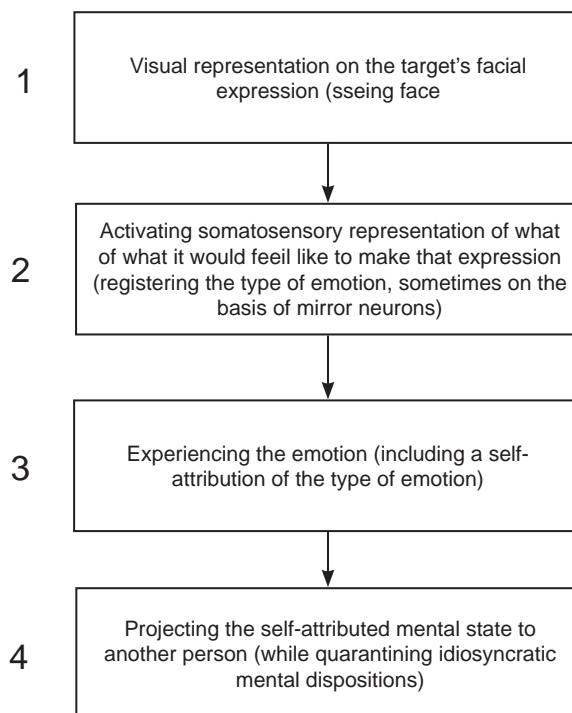 1
Visual representation on the target's facial
expression (sseing face
2
Activating somatosensory representation of what
of what it would feeil like to make that expression
(registering the type of emotion, sometimes on the
basis of mirror neurons)
3
Experiencing the emotion (including a self-
attribution of the type of emotion)
4
Projecting the self-attributed mental state to
another person (while quarantining idiosyncratic
mental dispositions)